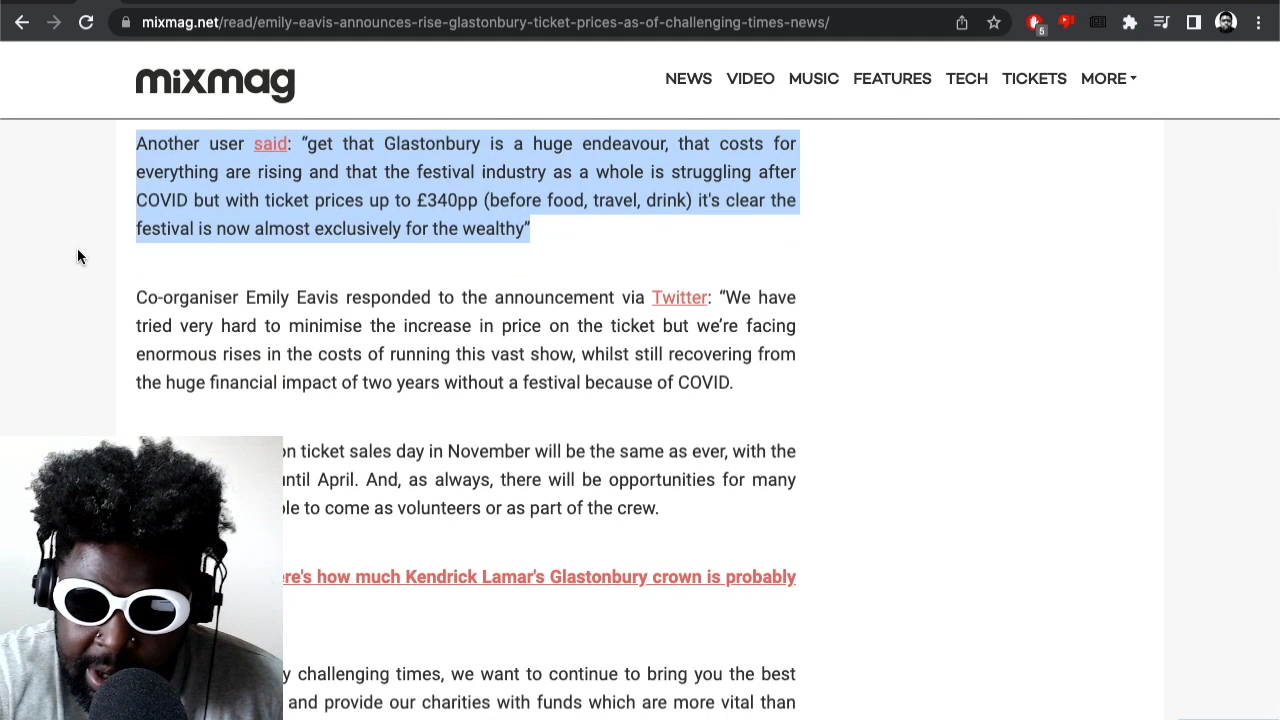 mixmag.net/read/emily-eavis-announces-rise-glastonbury-ticket-prices-as-of-challenging-times-news/
5
mixmag
NEWS VIDEO MUSIC FEATURES TECH TICKETS MORE
Another user said: “get that Glastonbury is a huge endeavour, that costs for
everything are rising and that the festival industry as a whole is struggling after
COVID but with ticket prices up to £340pp (before food, travel, drink) it's clear the
festival is now almost exclusively for the wealthy”
Co-organiser Emily Eavis responded to the announcement via Twitter: “We have
tried very hard to minimise the increase in price on the ticket but we’re facing
enormous rises in the costs of running this vast show, whilst still recovering from
the huge financial impact of two years without a festival because of COVID.
on ticket sales day in November will be the same as ever, with the
until April. And, as always, there will be opportunities for many
to come as volunteers or as part of the crew.
how much Kendrick Lamar's Glastonbury crown is probably
challenging times, we want to continue to bring you the best
and provide our charities with funds which are more vital than